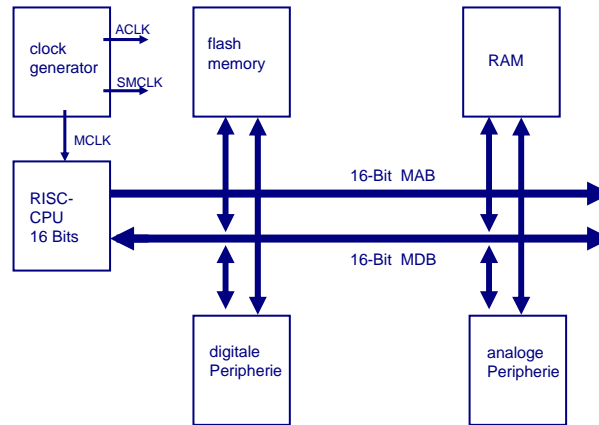 clock
generator
ACLK
SMCLK
MCLK
flash
memory
RAM
RISC-
CPU
16 Bits
16-Bit MAB
16-Bit MDB
digitale
Peripherie
analoge
Peripherie